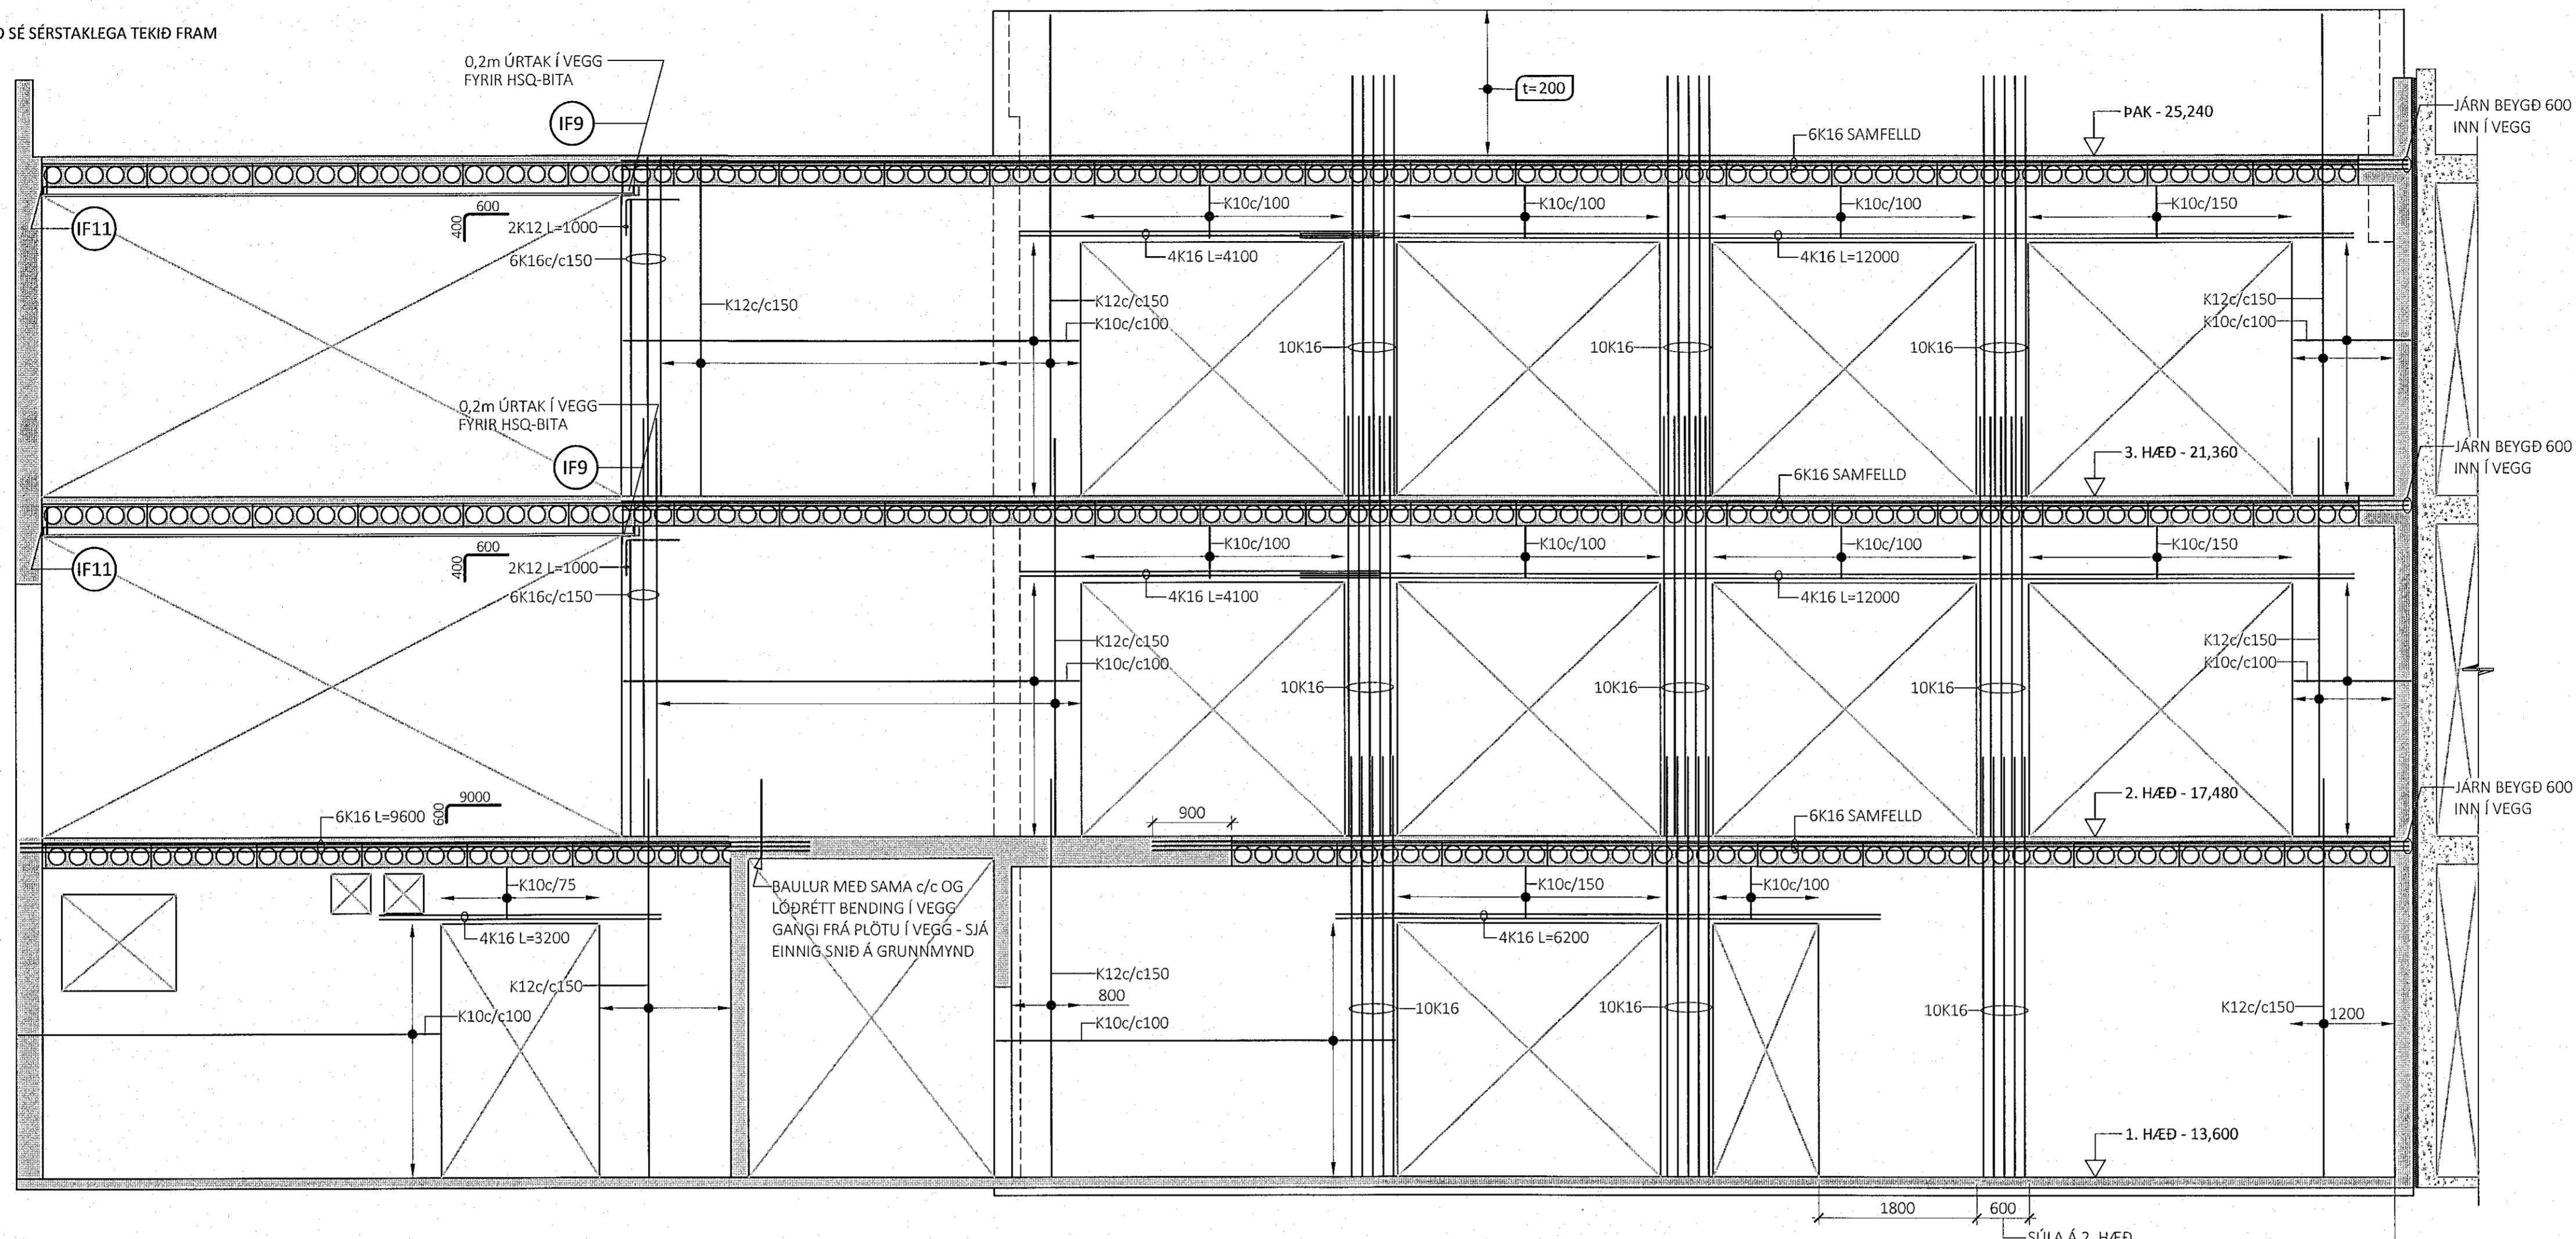 SÉ SÉRSTAKLEGA TEKIÐ FRAM
0,2m ÚRTAK Í VEGG
FYRIR HSQ-BITA
IF9
t=200
ÞAK - 25,240
JÁRN BEYGÐ 600
INN Í VEGG
6K16 SAMFELLD
IF11
600
400
2K12 L=1000
6K16c/c150
K12c/c150
K10c/100
K10c/100
K10c/100
K10c/150
4K16 L=4100
4K16 L=12000
K12c/c150
K10c/c100
K12c/c150
K10c/c100
10K16
10K16
10K16
0,2m ÚRTAK Í VEGG
FYRIR HSQ-BITA
IF9
3. HÆÐ - 21,360
JÁRN BEYGÐ 600
INN Í VEGG
6K16 SAMFELLD
IF11
600
400
2K12 L=1000
6K16c/c150
K10c/100
K10c/100
K10c/100
K10c/150
4K16 L=4100
4K16 L=12000
K12c/c150
K10c/c100
K12c/c150
K10c/c100
10K16
10K16
10K16
2. HÆÐ - 17,480
JÁRN BEYGÐ 600
INN Í VEGG
6K16 L=9600
9000
600
900
6K16 SAMFELLD
K10c/75
4K16 L=3200
BAULUR MEÐ SAMA c/c OG
LÓÐRÉTT BENDING Í VEGG
GANGI FRÁ PLÖTU Í VEGG - SJÁ
EINNIG SNIÐ Á GRUNNMYND
K10c/150
K10c/100
4K16 L=6200
K12c/c150
K10c/c100
K12c/c150
800
K10c/c100
10K16
10K16
10K16
K12c/c150
1200
1. HÆÐ - 13,600
1800
600
SÚLA Á 2. HÆÐ